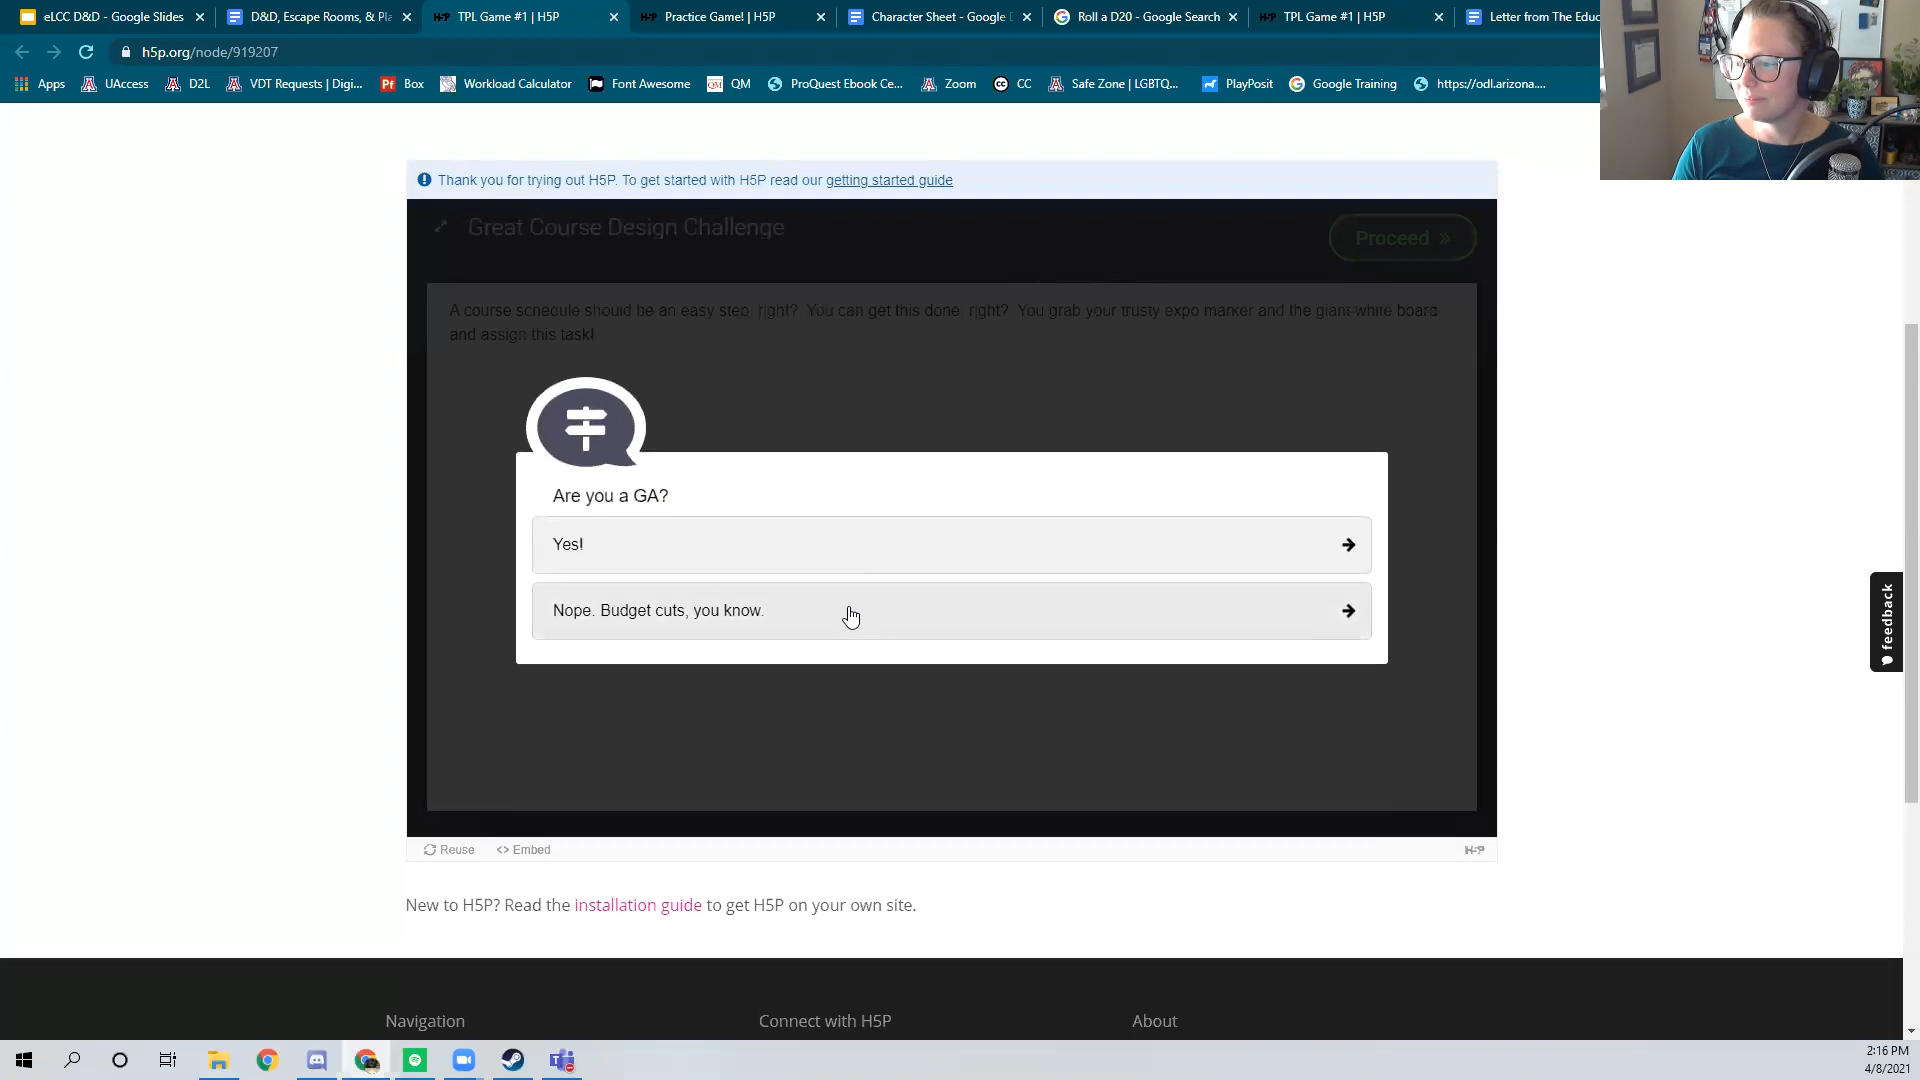 eLCC D&D - Google Slides
D&D, Escape Rooms, & Pla
TPL Game #1 | H5P
Practice Game! | H5P
Character Sheet - Google D
Roll a D20 - Google Search
TPL Game #1 | H5P
Letter from The Educ
h5p.org/node/919207
Apps
UAccess
D2L
VDT Requests | Digi...
Box
Workload Calculator
Font Awesome
QM
ProQuest Ebook Ce...
Zoom
CC
Safe Zone | LGBTQ...
PlayPosit
Google Training
https://odl.arizona....
Thank you for trying out H5P. To get started with H5P read our getting started guide
Great Course Design Challenge
Proceed
A course schedule should be an easy step, right? You can get this done, right? You grab your trusty expo marker and the giant white board
and assign this task!
Are you a GA?
Yes!
Nope. Budget cuts, you know.
feedback
Reuse
Embed
H5P
New to H5P? Read the installation guide to get H5P on your own site.
Navigation
Connect with H5P
About
2:16 PM
4/8/2021